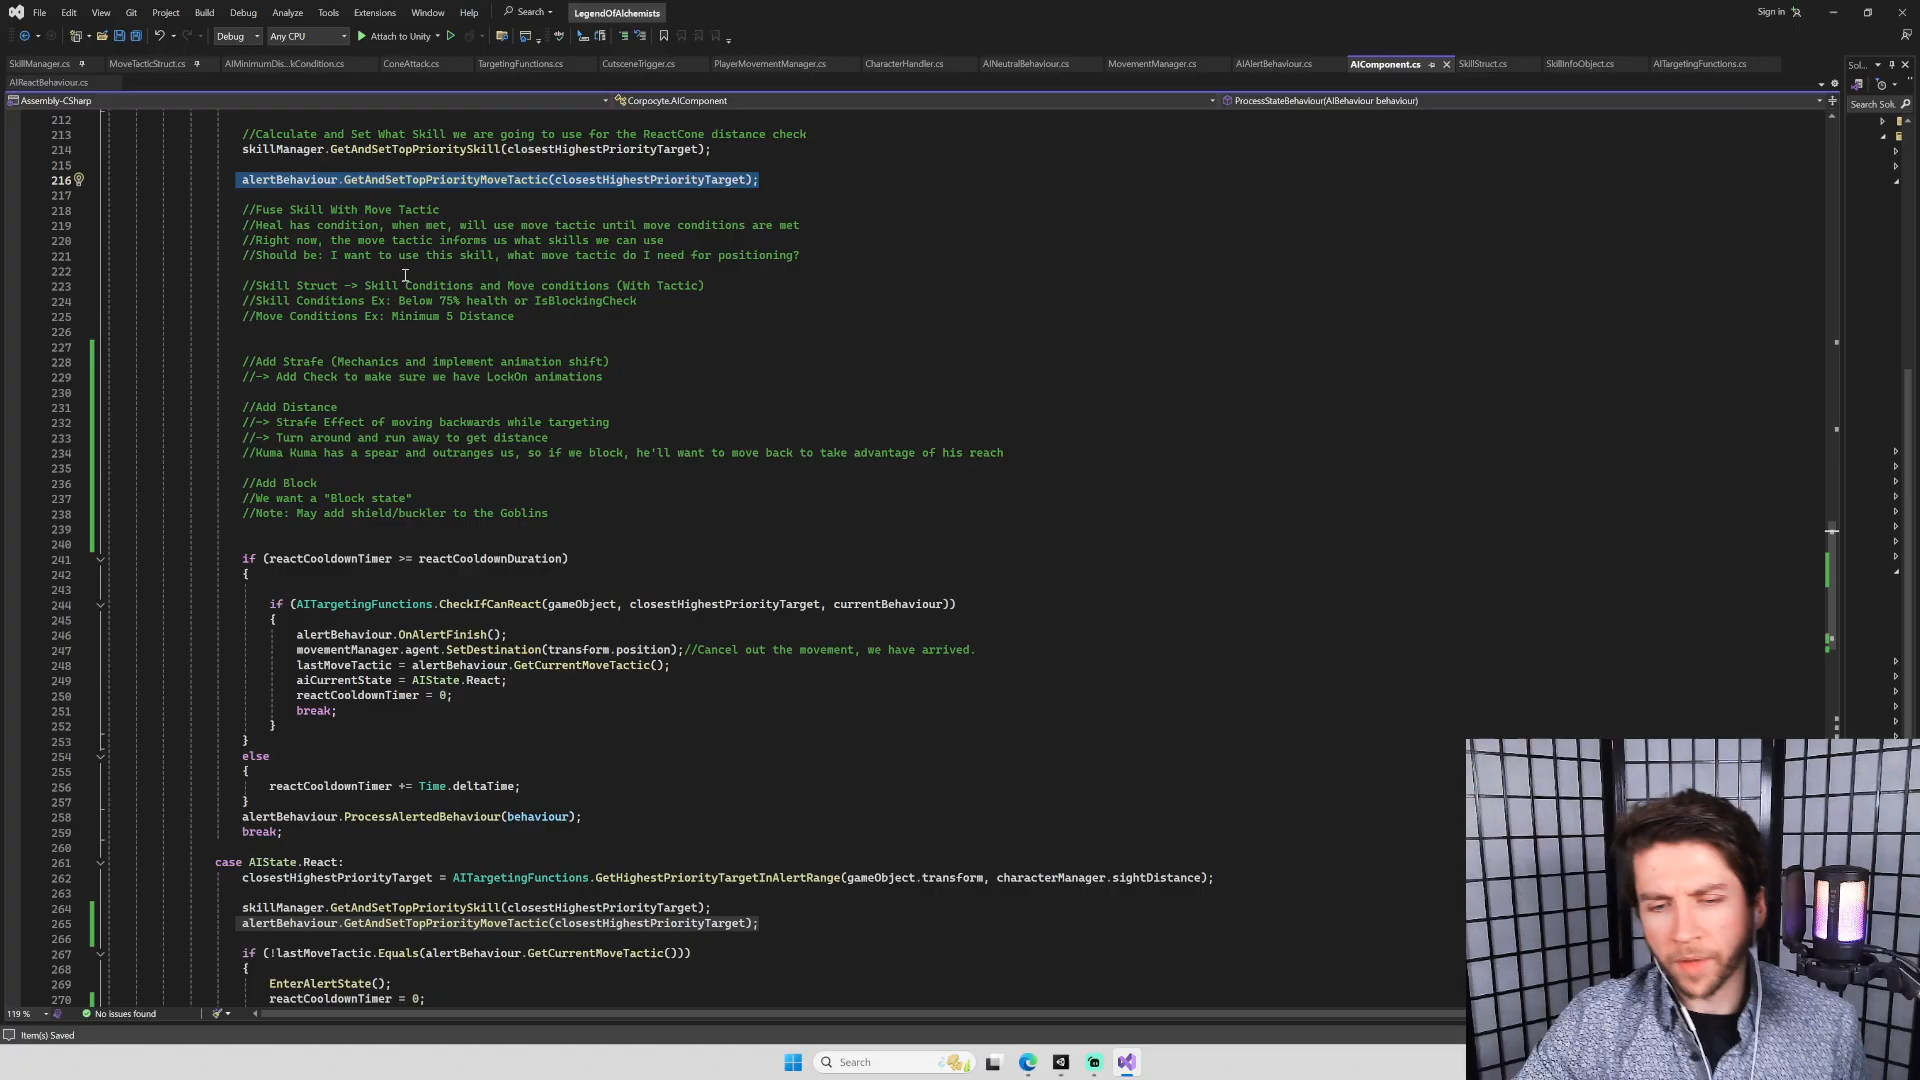 File Edit View Git Project Build Debug Analyze Tools Extensions Window Help Search LegendOfAlchemists Sign in
Debug Any CPU Attach to Unity
SkillManager.cs MoveTacticStruct.cs AIMinimumDis...kCondition.cs ConeAttack.cs TargetingFunctions.cs CutsceneTrigger.cs PlayerMovementManager.cs CharacterHandler.cs AINeutralBehaviour.cs MovementManager.cs AIAlertBehaviour.cs AIComponent.cs SkillStruct.cs SkillInfoObject.cs AITargetingFunctions.cs Sol...
AIReactBehaviour.cs
Assembly-CSharp Corpocyte.AIComponent ProcessStateBehaviour(AIBehaviour behaviour) Search Solu
212
213 //Calculate and Set What Skill we are going to use for the ReactCone distance check
214 skillManager.GetAndSetTopPrioritySkill(closestHighestPriorityTarget);
215
216 alertBehaviour.GetAndSetTopPriorityMoveTactic(closestHighestPriorityTarget);
217
218 //Fuse Skill With Move Tactic
219 //Heal has condition, when met, will use move tactic until move conditions are met
220 //Right now, the move tactic informs us what skills we can use
221 //Should be: I want to use this skill, what move tactic do I need for positioning?
222
223 //Skill Struct -> Skill Conditions and Move conditions (With Tactic)
224 //Skill Conditions Ex: Below 75% health or IsBlockingCheck
225 //Move Conditions Ex: Minimum 5 Distance
226
227
228 //Add Strafe (Mechanics and implement animation shift)
229 //-> Add Check to make sure we have LockOn animations
230
231 //Add Distance
232 //-> Strafe Effect of moving backwards while targeting
233 //-> Turn around and run away to get distance
234 //Kuma Kuma has a spear and outranges us, so if we block, he'll want to move back to take advantage of his reach
235
236 //Add Block
237 //We want a "Block state"
238 //Note: May add shield/buckler to the Goblins
239
240
241 if (reactCooldownTimer >= reactCooldownDuration)
242 {
243
244 if (AITargetingFunctions.CheckIfCanReact(gameObject, closestHighestPriorityTarget, currentBehaviour))
245 {
246 alertBehaviour.OnAlertFinish();
247 movementManager.agent.SetDestination(transform.position);//Cancel out the movement, we have arrived.
248 lastMoveTactic = alertBehaviour.GetCurrentMoveTactic();
249 aiCurrentState = AIState.React;
250 reactCooldownTimer = 0;
251 break;
252 }
253 }
254 else
255 {
256 reactCooldownTimer += Time.deltaTime;
257 }
258 alertBehaviour.ProcessAlertedBehaviour(behaviour);
259 break;
260
261 case AIState.React:
262 closestHighestPriorityTarget = AITargetingFunctions.GetHighestPriorityTargetInAlertRange(gameObject.transform, characterManager.sightDistance);
263
264 skillManager.GetAndSetTopPrioritySkill(closestHighestPriorityTarget);
265 alertBehaviour.GetAndSetTopPriorityMoveTactic(closestHighestPriorityTarget);
266
267 if (!lastMoveTactic.Equals(alertBehaviour.GetCurrentMoveTactic()))
268 {
269 EnterAlertState();
270 reactCooldownTimer = 0;
119 % No issues found
Item(s) Saved
Search